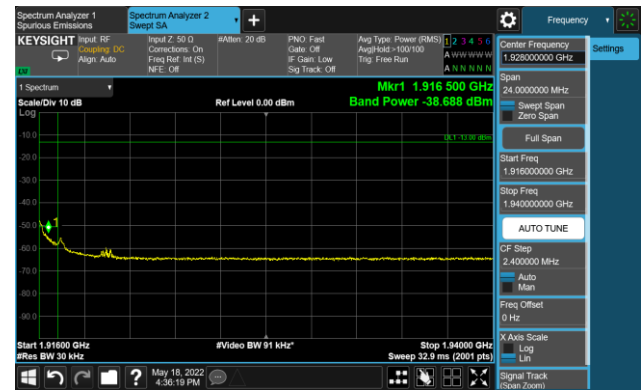 Spectrum Analyzer 1
Spurious Emissions
Spectrum Analyzer 2
Swept SA
+
Frequency
KEYSIGHT
Input: RF
Coupling: DC
Align: Auto
Input Z: 50 Ω
Corrections: On
Freq Ref: Int (S)
NFE: Off
#Atten: 20 dB
PNO: Fast
Gate: Off
IF Gain: Low
Sig Track: Off
Avg Type: Power (RMS)
Avg|Hold:>100/100
Trig: Free Run
1 2 3 4 5 6
A W W W W W
A N N N N N
LXI
1 Spectrum
Scale/Div 10 dB
Log
Ref Level 0.00 dBm
Mkr1 1.916 500 GHz
Band Power -38.688 dBm
DL1 -13.00 dBm
-10.0
-20.0
-30.0
-40.0
-50.0
-60.0
-70.0
-80.0
-90.0
1
Start 1.91600 GHz
#Res BW 30 kHz
#Video BW 91 kHz*
Stop 1.94000 GHz
Sweep 32.9 ms (2001 pts)
Center Frequency
1.928000000 GHz
Settings
Span
24.0000000 MHz
Swept Span
Zero Span
Full Span
Start Freq
1.916000000 GHz
Stop Freq
1.940000000 GHz
AUTO TUNE
CF Step
2.400000 MHz
Auto
Man
Freq Offset
0 Hz
X Axis Scale
Log
Lin
Signal Track
(Span Zoom)
?
May 18, 2022
4:36:19 PM